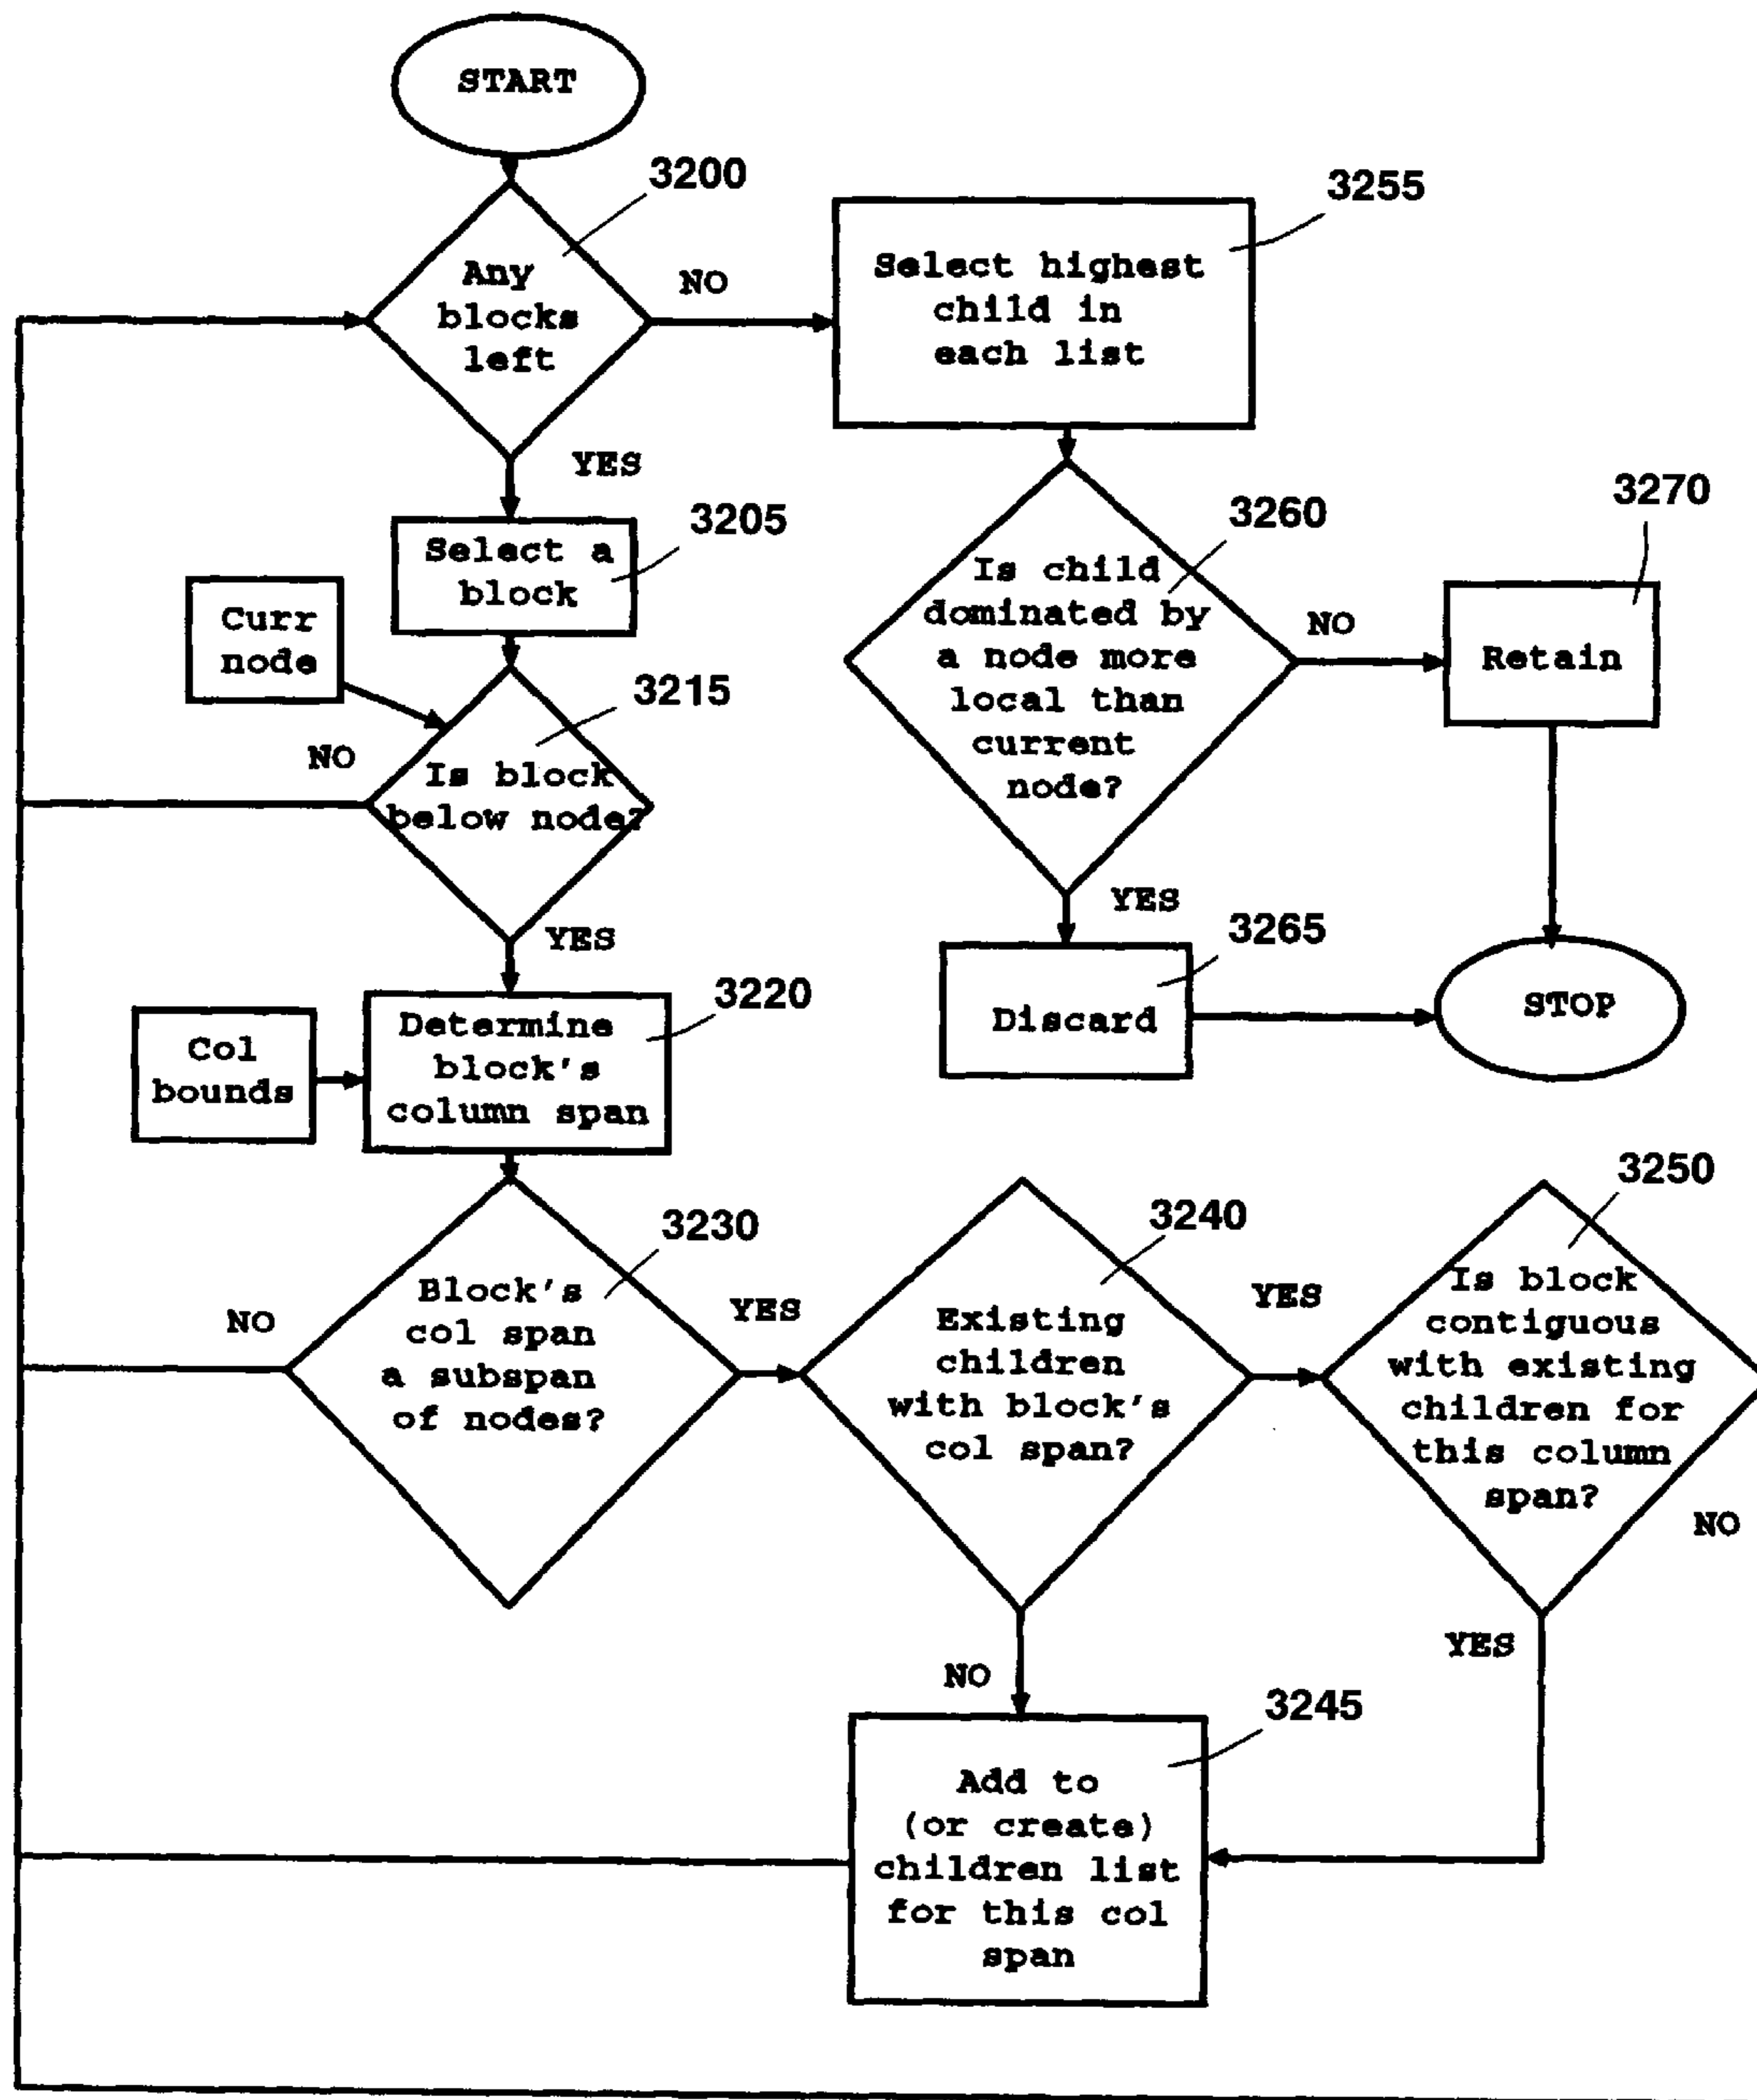 START
3200
Any
blocks
left
NO
3255
Select highest
child in
each list
YES
3205
Select a
block
Curr
node
3215
NO
Is block
below node?
YES
3260
Is child
dominated by
a node more
local than
current
node?
NO
3270
Retain
YES
3265
Discard
STOP
3220
Col
bounds
Determine
block's
column span
3230
NO
Block's
col span
a subspan
of nodes?
YES
3240
Existing
children
with block's
col span?
YES
3250
Is block
contiguous
with existing
children for
this column
span?
NO
YES
NO
3245
Add to
(or create)
children list
for this col
span